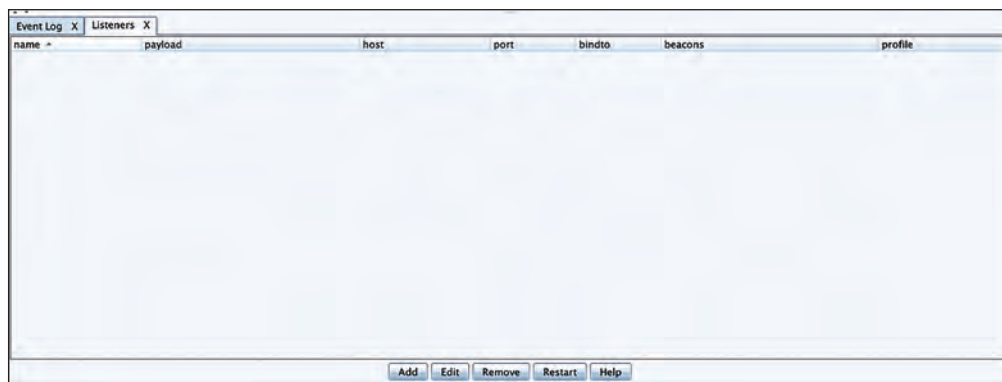 Event Log X Listeners X
name payload host port bindto beacons profile
Add Edit Remove Restart Help